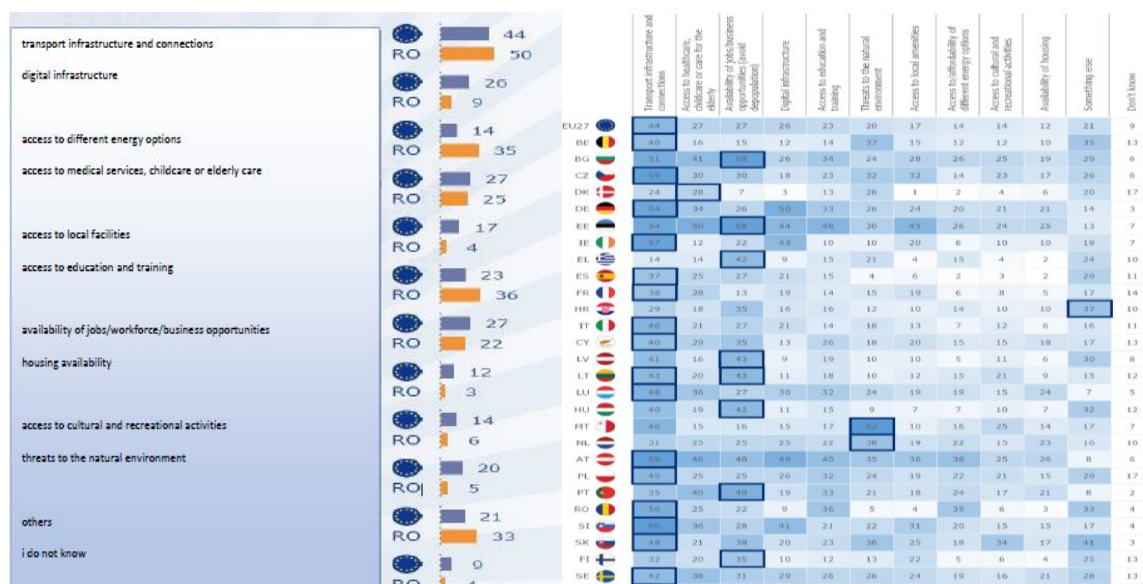 transport infrastructure and connections
44
RO 50
digital infrastructure
26
RO 9
access to different energy options
14
RO 35
access to medical services, childcare or elderly care
27
RO 25
access to local facilities
17
RO 4
access to education and training
23
RO 36
availability of jobs/workforce/business opportunities
27
RO 22
housing availability
12
RO 3
access to cultural and recreational activities
14
RO 6
threats to the natural environment
20
RO 5
others
21
RO 33
i do not know
9
RO
Transport infrastructure and connections
Access to healthcare, childcare or care for the elderly
Availability of jobs/business opportunities (avoid depopulation)
Digital infrastructure
Access to education and training
Threats to the natural environment
Access to local amenities
Access to/affordability of different energy options
Access to cultural and recreational activities
Availability of housing
Something else
Don't know
EU27 44 27 27 26 23 20 17 14 14 12 21 9
BE 40 16 15 12 14 37 15 12 12 10 35 13
BG 51 41 58 26 34 24 28 26 25 19 29 6
CZ 59 30 30 18 23 32 32 14 23 17 26 6
DK 24 28 7 3 13 26 1 2 4 6 20 17
DE 54 34 26 50 33 26 24 20 21 21 14 3
EE 54 50 58 44 46 30 45 26 24 25 13 7
IE 57 12 22 43 10 10 20 6 10 10 19 7
EL 14 14 42 9 15 21 4 15 4 2 24 10
ES 37 25 27 21 15 4 6 2 3 2 29 11
FR 38 28 13 19 14 15 19 6 8 5 17 14
HR 29 18 35 16 16 12 10 14 10 10 37 10
IT 46 21 27 21 14 18 13 7 12 6 16 11
CY 40 29 35 13 26 18 20 15 15 18 17 13
LV 41 16 43 9 19 10 10 5 11 6 30 8
LT 43 20 43 11 18 10 12 15 21 9 15 12
LU 48 36 27 30 32 24 19 19 15 24 7 5
HU 40 19 42 11 15 9 7 7 10 7 32 12
MT 46 15 16 15 17 62 10 16 25 14 17 7
NL 31 25 25 25 22 38 19 22 15 23 10
AT 59 46 40 49 40 35 36 38 25 26 8 6
PL 45 25 25 26 32 24 19 22 21 15 20 17
PT 35 40 49 19 33 21 18 24 17 21 8 2
RO 50 25 22 9 36 5 4 35 6 3 33 4
SI 60 36 28 41 21 22 31 20 15 15 17 4
SK 48 21 38 20 23 36 25 18 34 17 41 3
FI 32 20 35 10 12 13 22 5 6 4 25 13
SE 42 38 31 29 26 26 24 19 16 21 28 13